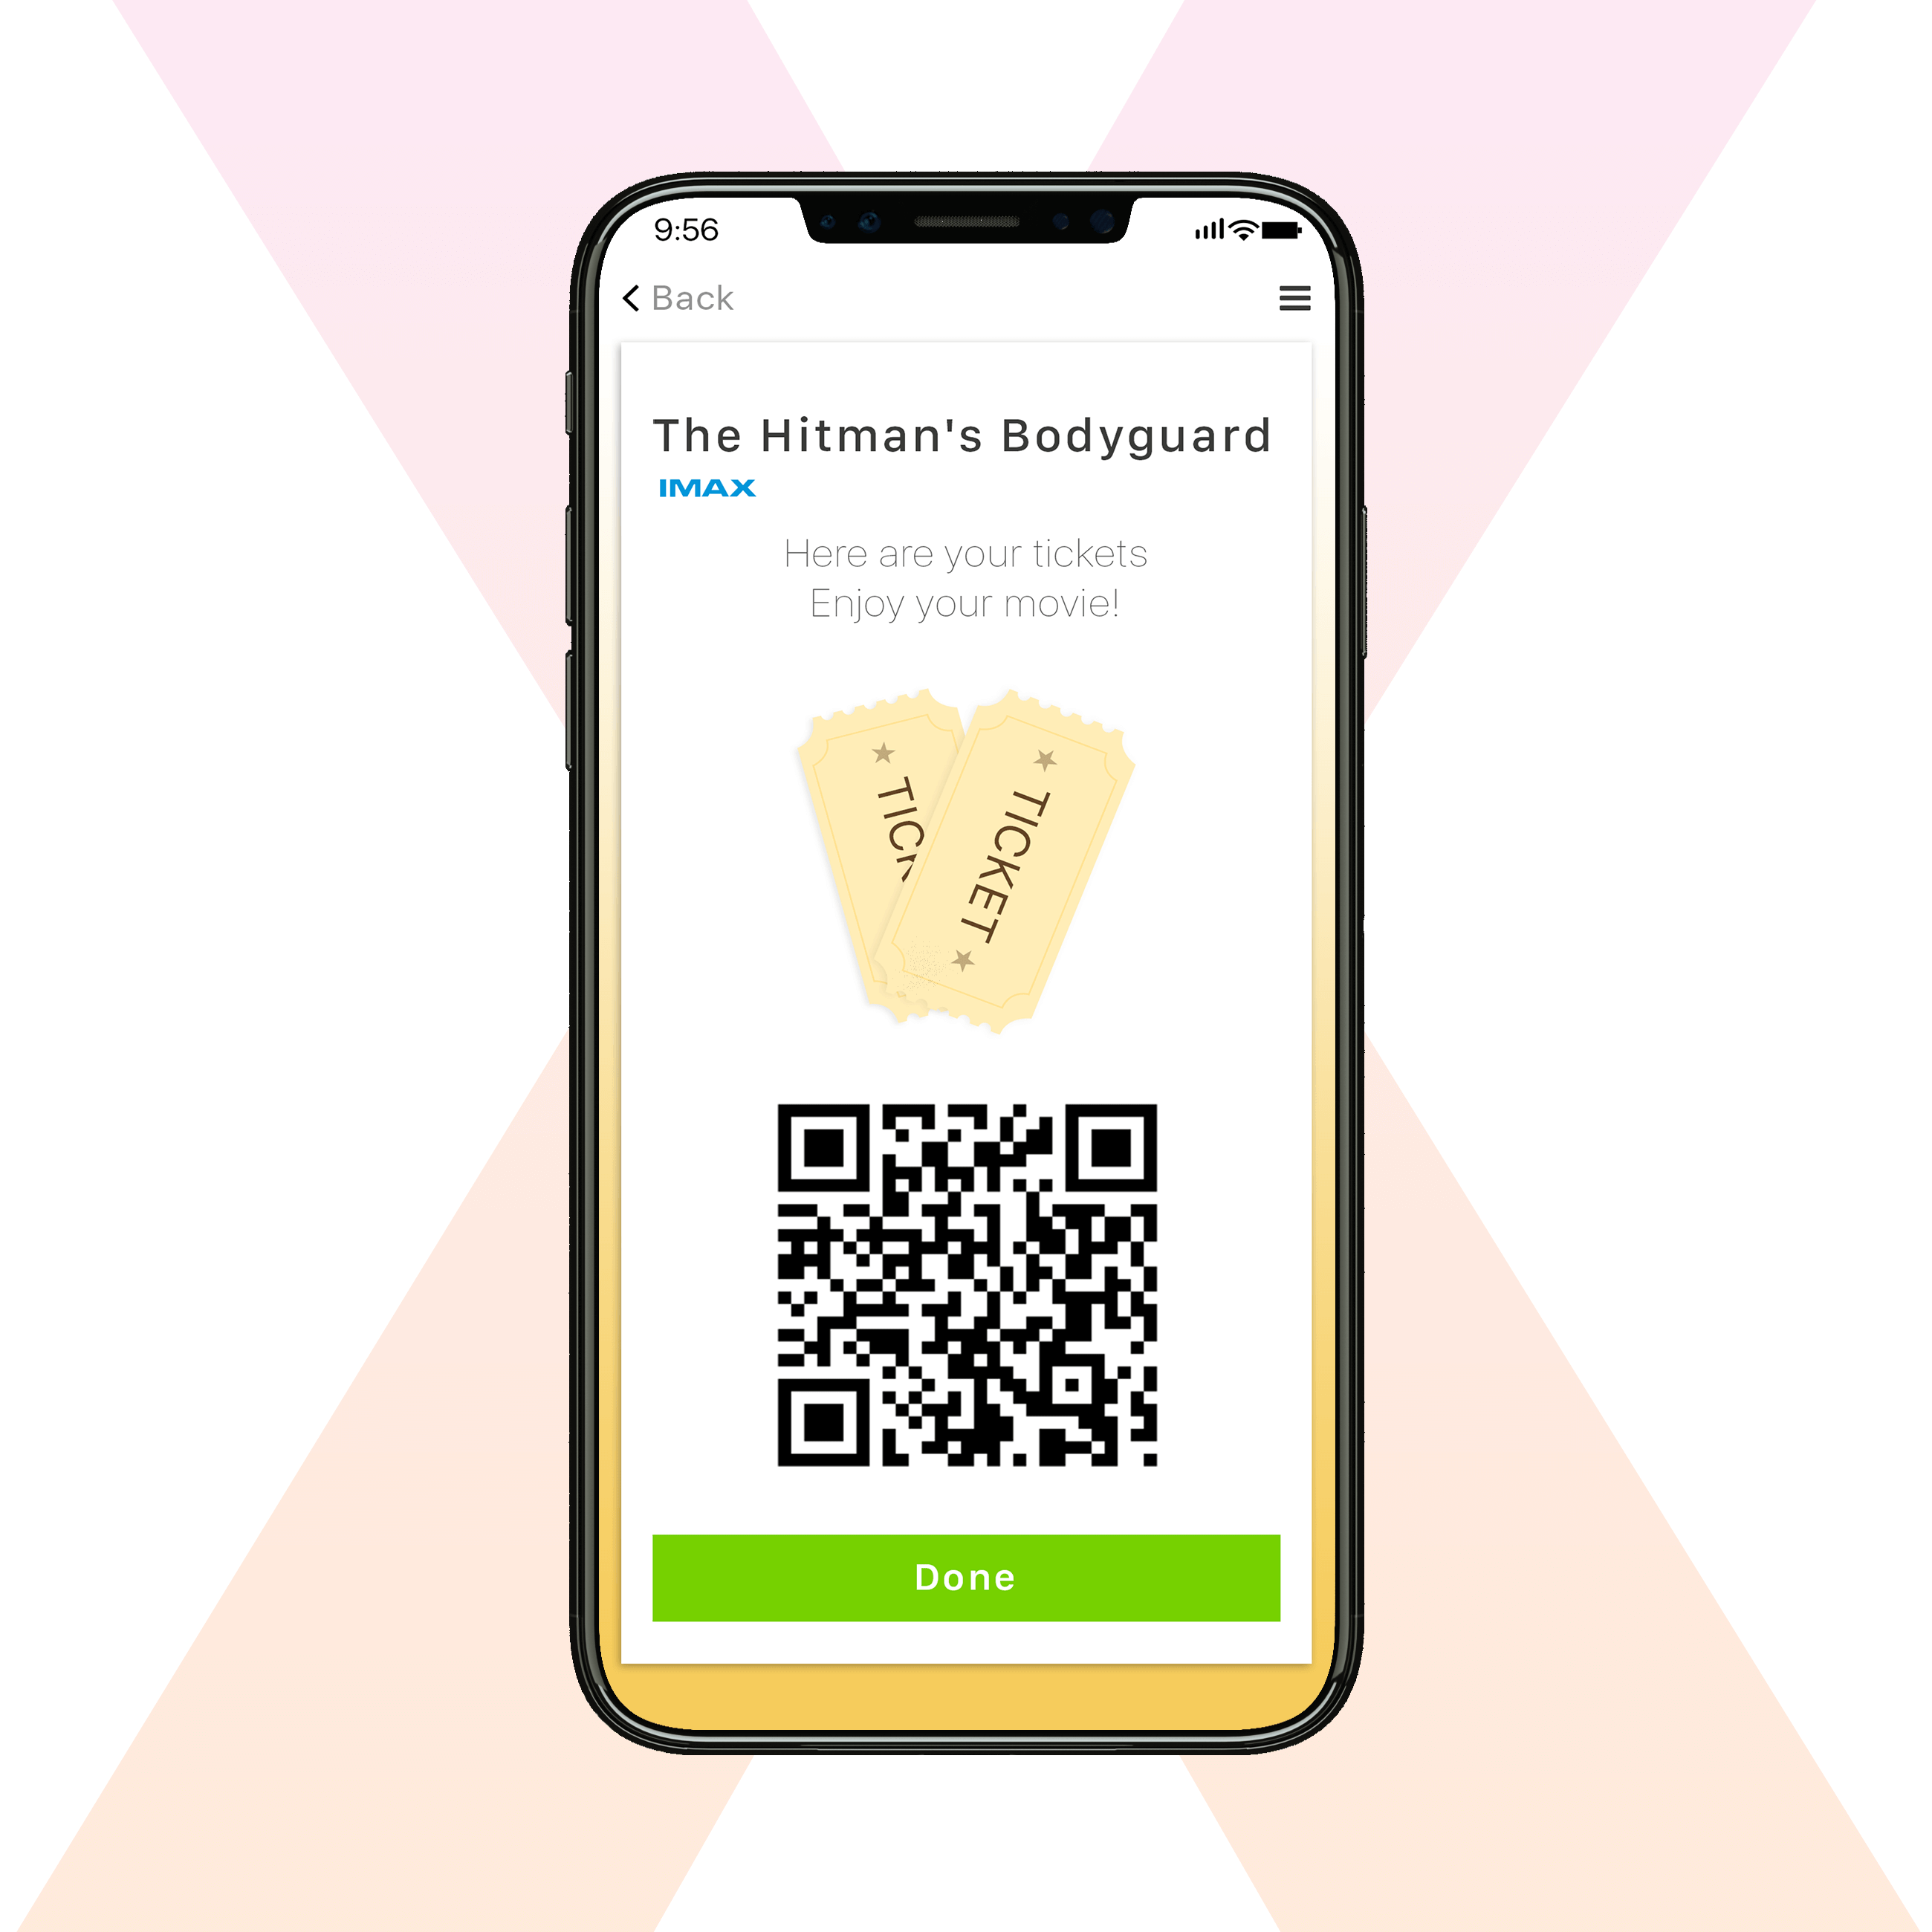 9:56
Back
The Hitman's Bodyguard
IMAX
Here are your tickets
Enjoy your movie!
TICK
TICKET
Done